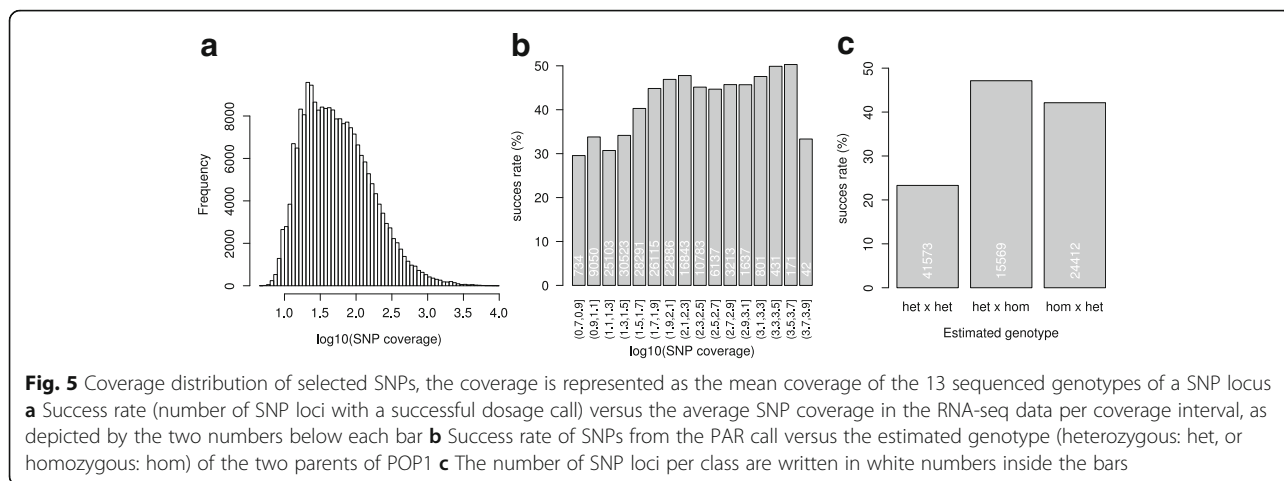 a
Frequency
0 2000 4000 6000 8000
1.0 1.5 2.0 2.5 3.0 3.5 4.0
log10(SNP coverage)
b
succes rate (%)
0 10 20 30 40 50
734 9050 25103 30523 28291 26115 22886 16843 10783 6137 3213 1637 801 431 171 42
(0.7,0.9] (0.9,1.1] (1.1,1.3] (1.3,1.5] (1.5,1.7] (1.7,1.9] (1.9,2.1] (2.1,2.3] (2.3,2.5] (2.5,2.7] (2.7,2.9] (2.9,3.1] (3.1,3.3] (3.3,3.5] (3.5,3.7] (3.7,3.9]
log10(SNP coverage)
c
succes rate (%)
0 10 20 30 40 50
41573 15569 24412
het x het het x hom hom x het
Estimated genotype
Fig. 5 Coverage distribution of selected SNPs, the coverage is represented as the mean coverage of the 13 sequenced genotypes of a SNP locus
a Success rate (number of SNP loci with a successful dosage call) versus the average SNP coverage in the RNA-seq data per coverage interval, as
depicted by the two numbers below each bar b Success rate of SNPs from the PAR call versus the estimated genotype (heterozygous: het, or
homozygous: hom) of the two parents of POP1 c The number of SNP loci per class are written in white numbers inside the bars